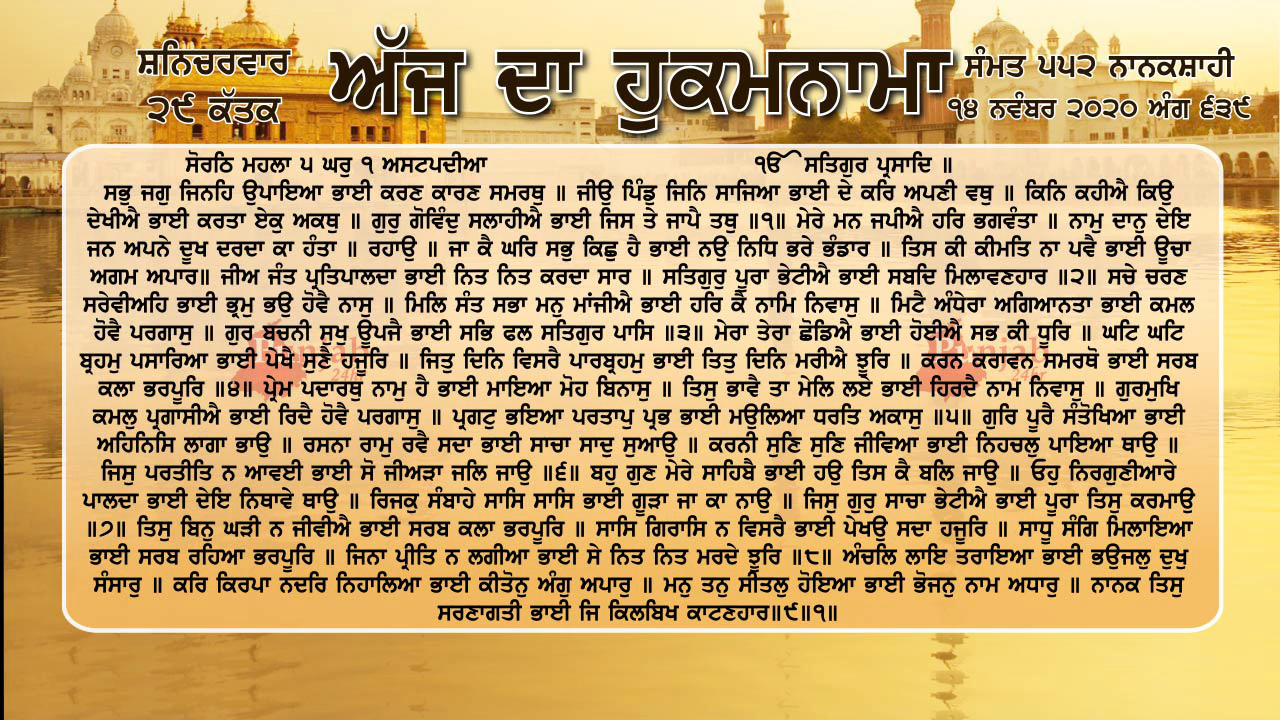 ਸ਼ਨਿਚਰਵਾਰ
੨੯ ਕੱਤਕ
ਅੱਜ ਦਾ ਹੁਕਮਨਾਮਾ
ਸੰਮਤ ੫੫੨ ਨਾਨਕਸ਼ਾਹੀ
੧੪ ਨਵੰਬਰ ੨੦੨੦ ਅੰਗ ੬੩੯
ਸੋਰਠਿ ਮਹਲਾ ੫ ਘਰੁ ੧ ਅਸਟਪਦੀਆ ੴ ਸਤਿਗੁਰ ਪ੍ਰਸਾਦਿ ॥
ਸਭੁ ਜਗੁ ਜਿਨਹਿ ਉਪਾਇਆ ਭਾਈ ਕਰਣ ਕਾਰਣ ਸਮਰਥੁ ॥ ਜੀਉ ਪਿੰਡੁ ਜਿਨਿ ਸਾਜਿਆ ਭਾਈ ਦੇ ਕਰਿ ਅਪਣੀ ਵਥੁ ॥ ਕਿਨਿ ਕਹੀਐ ਕਿਉ
ਦੇਖੀਐ ਭਾਈ ਕਰਤਾ ਏਕੁ ਅਕਥੁ ॥ ਗੁਰੁ ਗੋਵਿੰਦੁ ਸਲਾਹੀਐ ਭਾਈ ਜਿਸ ਤੇ ਜਾਪੈ ਤਥੁ ॥੧॥ ਮੇਰੇ ਮਨ ਜਪੀਐ ਹਰਿ ਭਗਵੰਤਾ ॥ ਨਾਮੁ ਦਾਨੁ ਦੇਇ
ਜਨ ਅਪਨੇ ਦੂਖ ਦਰਦ ਕਾ ਹੰਤਾ ॥ ਰਹਾਉ ॥ ਜਾ ਕੈ ਘਰਿ ਸਭੁ ਕਿਛੁ ਹੈ ਭਾਈ ਨਉ ਨਿਧਿ ਭਰੇ ਭੰਡਾਰ ॥ ਤਿਸ ਕੀ ਕੀਮਤਿ ਨਾ ਪਵੈ ਭਾਈ ਊਚਾ
ਅਗਮ ਅਪਾਰ॥ ਜੀਅ ਜੰਤ ਪ੍ਰਤਿਪਾਲਦਾ ਭਾਈ ਨਿਤ ਨਿਤ ਕਰਦਾ ਸਾਰ ॥ ਸਤਿਗੁਰੁ ਪੂਰਾ ਭੇਟੀਐ ਭਾਈ ਸਬਦਿ ਮਿਲਾਵਣਹਾਰ ॥੨॥ ਸਚੇ ਚਰਣ
ਸਰੇਵੀਅਹਿ ਭਾਈ ਭ੍ਰਮੁ ਭਉ ਹੋਵੈ ਨਾਸੁ ॥ ਮਿਲਿ ਸੰਤ ਸਭਾ ਮਨੁ ਮਾਂਜੀਐ ਭਾਈ ਹਰਿ ਕੈ ਨਾਮਿ ਨਿਵਾਸੁ ॥ ਮਿਟੈ ਅੰਧੇਰਾ ਅਗਿਆਨਤਾ ਭਾਈ ਕਮਲ
ਹੋਵੈ ਪਰਗਾਸੁ ॥ ਗੁਰ ਬਚਨੀ ਸੁਖੁ ਊਪਜੈ ਭਾਈ ਸਭਿ ਫਲ ਸਤਿਗੁਰ ਪਾਸਿ ॥੩॥ ਮੇਰਾ ਤੇਰਾ ਛੋਡਿਐ ਭਾਈ ਹੋਈਐ ਸਭ ਕੀ ਧੂਰਿ ॥ ਘਟਿ ਘਟਿ
ਬ੍ਰਹਮੁ ਪਸਾਰਿਆ ਭਾਈ ਪੇਖੈ ਸੁਣੈ ਹਜੂਰਿ ॥ ਜਿਤੁ ਦਿਨਿ ਵਿਸਰੈ ਪਾਰਬ੍ਰਹਮੁ ਭਾਈ ਤਿਤੁ ਦਿਨਿ ਮਰੀਐ ਝੂਰਿ ॥ ਕਰਨ ਕਰਾਵਨ ਸਮਰਥੋ ਭਾਈ ਸਰਬ
ਕਲਾ ਭਰਪੂਰਿ ॥੪॥ ਪ੍ਰੇਮ ਪਦਾਰਥੁ ਨਾਮੁ ਹੈ ਭਾਈ ਮਾਇਆ ਮੋਹ ਬਿਨਾਸੁ ॥ ਤਿਸੁ ਭਾਵੈ ਤਾ ਮੇਲਿ ਲਏ ਭਾਈ ਹਿਰਦੈ ਨਾਮ ਨਿਵਾਸੁ ॥ ਗੁਰਮੁਖਿ
ਕਮਲੁ ਪ੍ਰਗਾਸੀਐ ਭਾਈ ਰਿਦੈ ਹੋਵੈ ਪਰਗਾਸੁ ॥ ਪ੍ਰਗਟੁ ਭਇਆ ਪਰਤਾਪੁ ਪ੍ਰਭ ਭਾਈ ਮਉਲਿਆ ਧਰਤਿ ਅਕਾਸੁ ॥੫॥ ਗੁਰਿ ਪੂਰੈ ਸੰਤੋਖਿਆ ਭਾਈ
ਅਹਿਨਿਸਿ ਲਾਗਾ ਭਾਉ ॥ ਰਸਨਾ ਰਾਮੁ ਰਵੈ ਸਦਾ ਭਾਈ ਸਾਚਾ ਸਾਦੁ ਸੁਆਉ ॥ ਕਰਨੀ ਸੁਣਿ ਸੁਣਿ ਜੀਵਿਆ ਭਾਈ ਨਿਹਚਲੁ ਪਾਇਆ ਥਾਉ ॥
ਜਿਸੁ ਪਰਤੀਤਿ ਨ ਆਵਈ ਭਾਈ ਸੋ ਜੀਅੜਾ ਜਲਿ ਜਾਉ ॥੬॥ ਬਹੁ ਗੁਣ ਮੇਰੇ ਸਾਹਿਬੈ ਭਾਈ ਹਉ ਤਿਸ ਕੈ ਬਲਿ ਜਾਉ ॥ ਓਹੁ ਨਿਰਗੁਣੀਆਰੇ
ਪਾਲਦਾ ਭਾਈ ਦੇਇ ਨਿਥਾਵੇ ਥਾਉ ॥ ਰਿਜਕੁ ਸੰਬਾਹੇ ਸਾਸਿ ਸਾਸਿ ਭਾਈ ਗੂੜਾ ਜਾ ਕਾ ਨਾਉ ॥ ਜਿਸੁ ਗੁਰੁ ਸਾਚਾ ਭੇਟੀਐ ਭਾਈ ਪੂਰਾ ਤਿਸੁ ਕਰਮਾਉ
॥੭॥ ਤਿਸੁ ਬਿਨੁ ਘੜੀ ਨ ਜੀਵੀਐ ਭਾਈ ਸਰਬ ਕਲਾ ਭਰਪੂਰਿ ॥ ਸਾਸਿ ਗਿਰਾਸਿ ਨ ਵਿਸਰੈ ਭਾਈ ਪੇਖਉ ਸਦਾ ਹਜੂਰਿ ॥ ਸਾਧੂ ਸੰਗਿ ਮਿਲਾਇਆ
ਭਾਈ ਸਰਬ ਰਹਿਆ ਭਰਪੂਰਿ ॥ ਜਿਨਾ ਪ੍ਰੀਤਿ ਨ ਲਗੀਆ ਭਾਈ ਸੇ ਨਿਤ ਨਿਤ ਮਰਦੇ ਝੂਰਿ ॥੮॥ ਅੰਚਲਿ ਲਾਇ ਤਰਾਇਆ ਭਾਈ ਭਉਜਲੁ ਦੁਖੁ
ਸੰਸਾਰੁ ॥ ਕਰਿ ਕਿਰਪਾ ਨਦਰਿ ਨਿਹਾਲਿਆ ਭਾਈ ਕੀਤੋਨੁ ਅੰਗੁ ਅਪਾਰੁ ॥ ਮਨੁ ਤਨੁ ਸੀਤਲੁ ਹੋਇਆ ਭਾਈ ਭੋਜਨੁ ਨਾਮ ਅਧਾਰੁ ॥ ਨਾਨਕ ਤਿਸੁ
ਸਰਣਾਗਤੀ ਭਾਈ ਜਿ ਕਿਲਬਿਖ ਕਾਟਣਹਾਰ॥੯॥੧॥